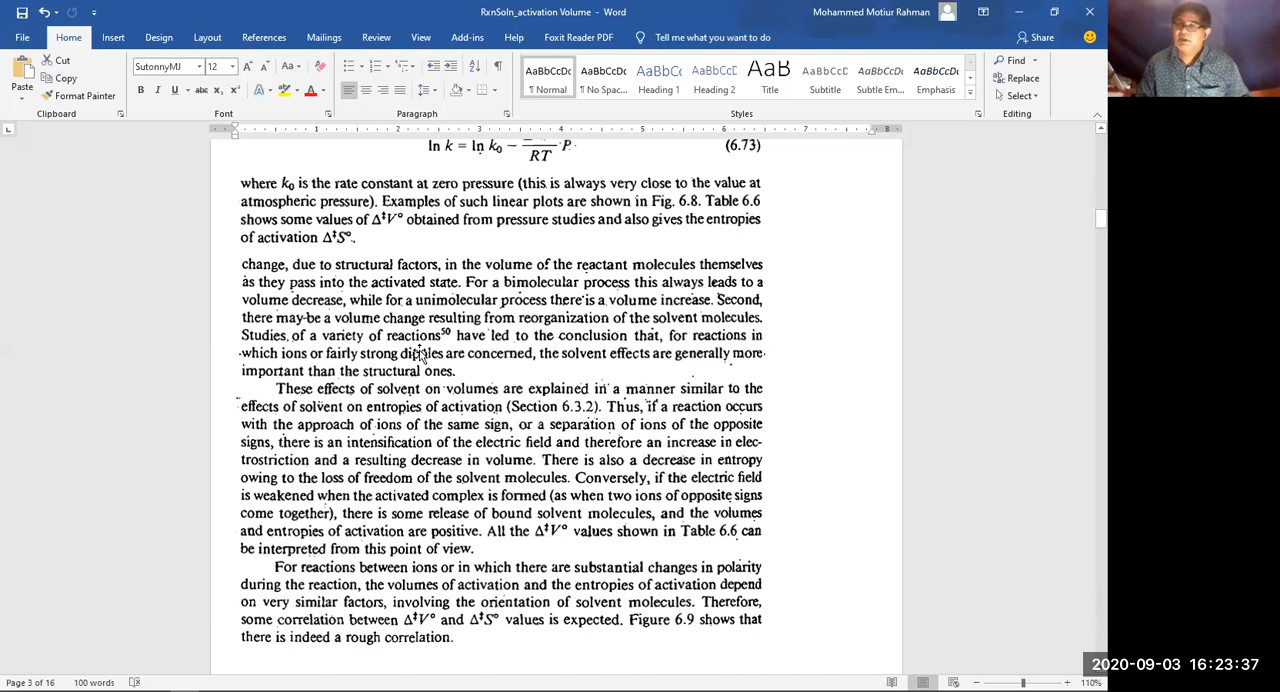 RxnSoln_activation Volume - Word
Mohammed Motiur Rahman
File Home Insert Design Layout References Mailings Review View Add-ins Help Foxit Reader PDF Tell me what you want to do Share
Paste
Cut
Copy
Format Painter
Clipboard
SutonnyMJ 12
Font
Paragraph
AaBbCcDc AaBbCcDc AaBbCc AaBbCcC AaB AaBbCcD AaBbCcDc AaBbCcDc
¶ Normal ¶ No Spac... Heading 1 Heading 2 Title Subtitle Subtle Em... Emphasis
Styles
Find
Replace
Select
Editing
1 2 3 4 5 6 7 8
ln k = ln k₀ − / RT P (6.73)
where k₀ is the rate constant at zero pressure (this is always very close to the value at
atmospheric pressure). Examples of such linear plots are shown in Fig. 6.8. Table 6.6
shows some values of Δ‡V° obtained from pressure studies and also gives the entropies
of activation Δ‡S°.
change, due to structural factors, in the volume of the reactant molecules themselves
as they pass into the activated state. For a bimolecular process this always leads to a
volume decrease, while for a unimolecular process there is a volume increase. Second,
there may be a volume change resulting from reorganization of the solvent molecules.
Studies of a variety of reactions⁵⁰ have led to the conclusion that, for reactions in
which ions or fairly strong dipoles are concerned, the solvent effects are generally more
important than the structural ones.
These effects of solvent on volumes are explained in a manner similar to the
effects of solvent on entropies of activation (Section 6.3.2). Thus, if a reaction occurs
with the approach of ions of the same sign, or a separation of ions of the opposite
signs, there is an intensification of the electric field and therefore an increase in elec-
trostriction and a resulting decrease in volume. There is also a decrease in entropy
owing to the loss of freedom of the solvent molecules. Conversely, if the electric field
is weakened when the activated complex is formed (as when two ions of opposite signs
come together), there is some release of bound solvent molecules, and the volumes
and entropies of activation are positive. All the Δ‡V° values shown in Table 6.6 can
be interpreted from this point of view.
For reactions between ions or in which there are substantial changes in polarity
during the reaction, the volumes of activation and the entropies of activation depend
on very similar factors, involving the orientation of solvent molecules. Therefore,
some correlation between Δ‡V° and Δ‡S° values is expected. Figure 6.9 shows that
there is indeed a rough correlation.
2020-09-03 16:23:37
Page 3 of 16 100 words 110%